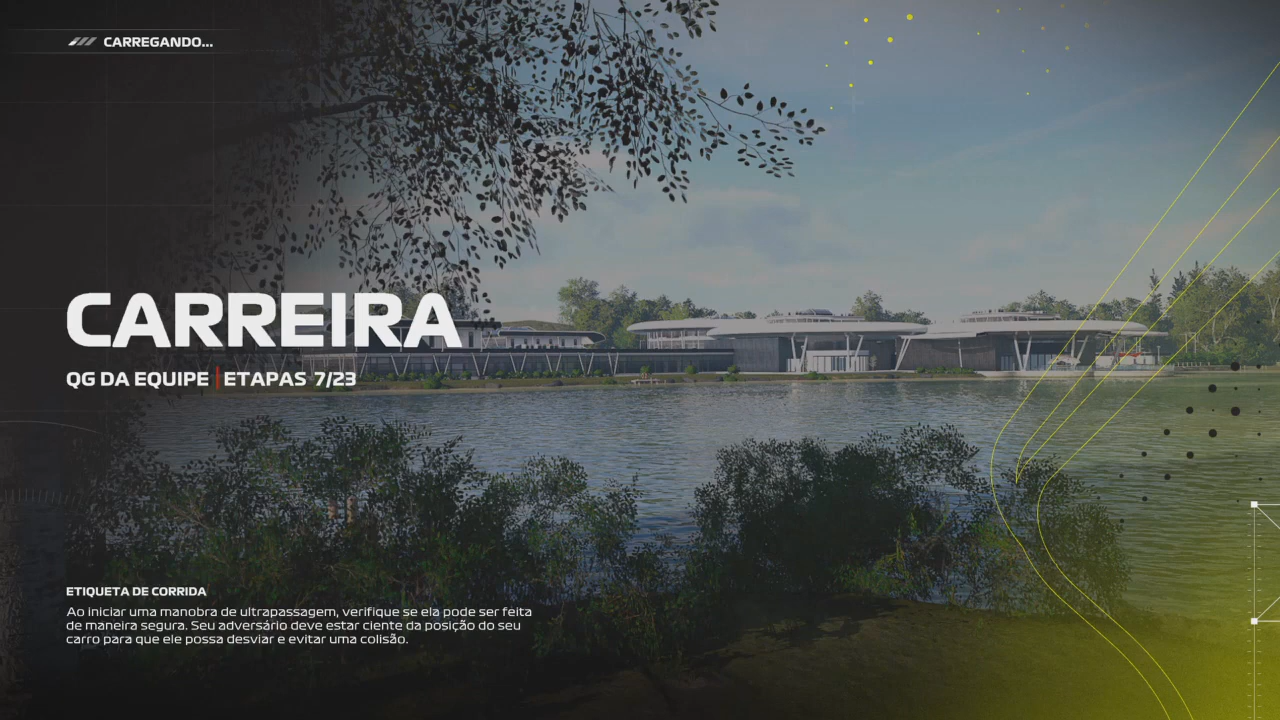 CARREGANDO...
CARREIRA
QG DA EQUIPE | ETAPAS 7/23
ETIQUETA DE CORRIDA
Ao iniciar uma manobra de ultrapassagem, verifique se ela pode ser feita
de maneira segura. Seu adversário deve estar ciente da posição do seu
carro para que ele possa desviar e evitar uma colisão.